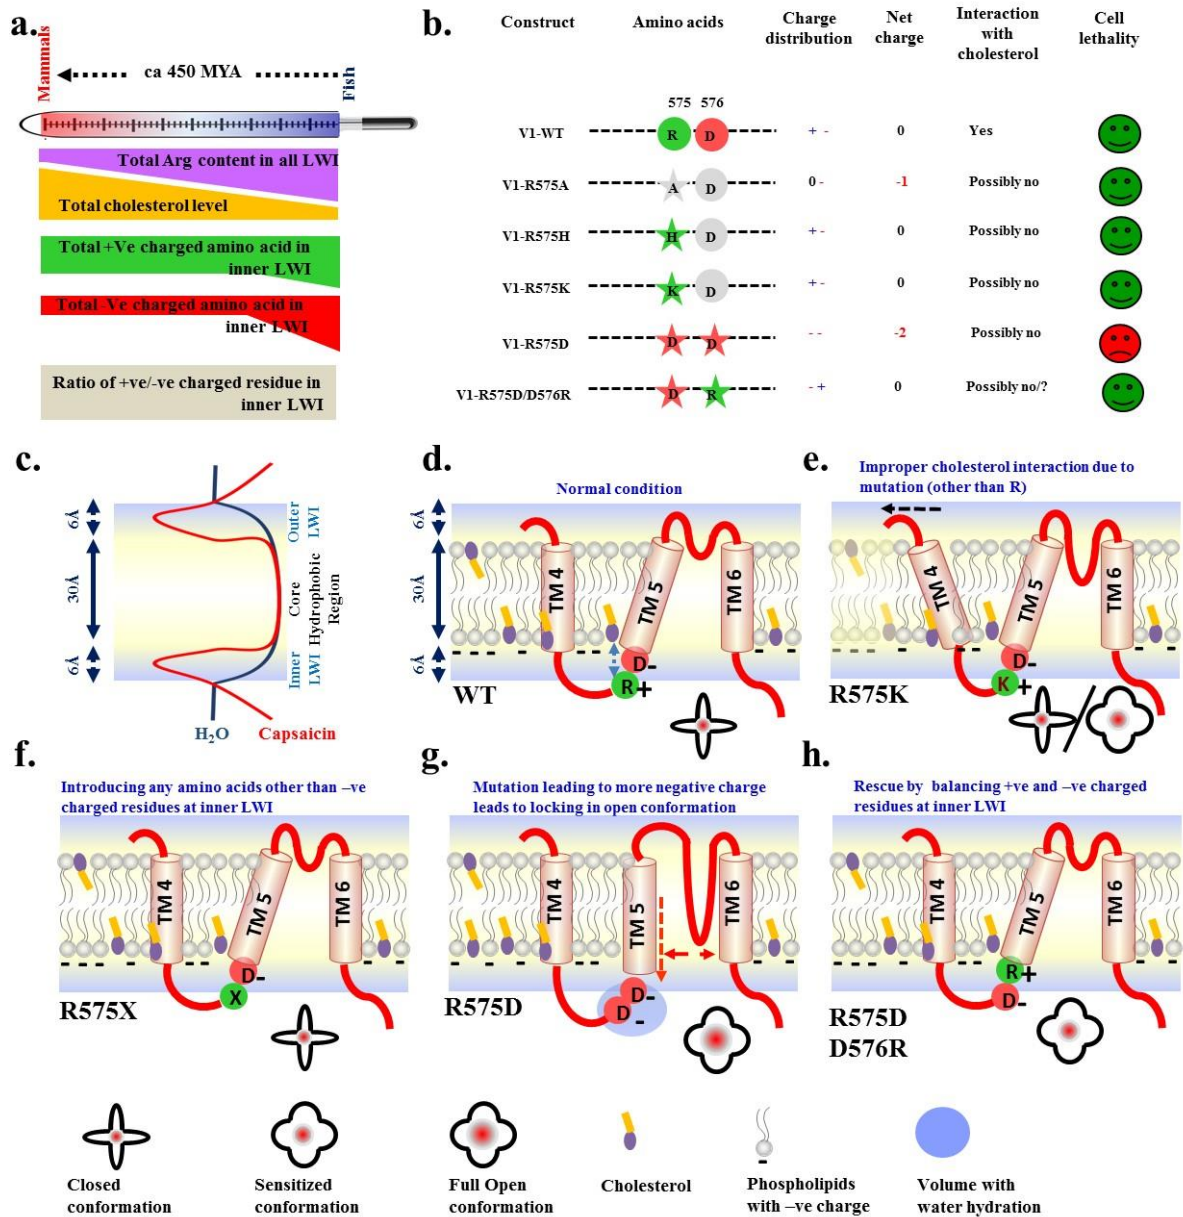 a.
Mammals
ca 450 MYA
Fish
Total Arg content in all LWI
Total cholesterol level
Total +Ve charged amino acid in
inner LWI
Total -Ve charged amino acid in
inner LWI
Ratio of +ve/-ve charged residue in
inner LWI
b.
Construct
Amino acids
Charge
distribution
Net
charge
Interaction
with
cholesterol
Cell
lethality
575 576
V1-WT R D + - 0 Yes
V1-R575A A D 0 - -1 Possibly no
V1-R575H H D + - 0 Possibly no
V1-R575K K D + - 0 Possibly no
V1-R575D D D - - -2 Possibly no
V1-R575D/D576R D R - + 0 Possibly no/?
c.
6Å
30Å
6Å
Outer
LWI
Core
Hydrophobic
Region
Inner
LWI
H2O
Capsaicin
d.
Normal condition
6Å
30Å
6Å
TM 4
TM 5
TM 6
D-
R+
WT
e.
Improper cholesterol interaction due to
mutation (other than R)
TM 4
TM 5
TM 6
D-
K+
R575K
f.
Introducing any amino acids other than –ve
charged residues at inner LWI
TM 4
TM 5
TM 6
D-
X
R575X
g.
Mutation leading to more negative charge
leads to locking in open conformation
TM 4
TM 5
TM 6
D-
D-
R575D
h.
Rescue by balancing +ve and –ve charged
residues at inner LWI
TM 4
TM 5
TM 6
R+
D-
R575D
D576R
Closed
conformation
Sensitized
conformation
Full Open
conformation
Cholesterol
Phospholipids
with –ve charge
Volume with
water hydration